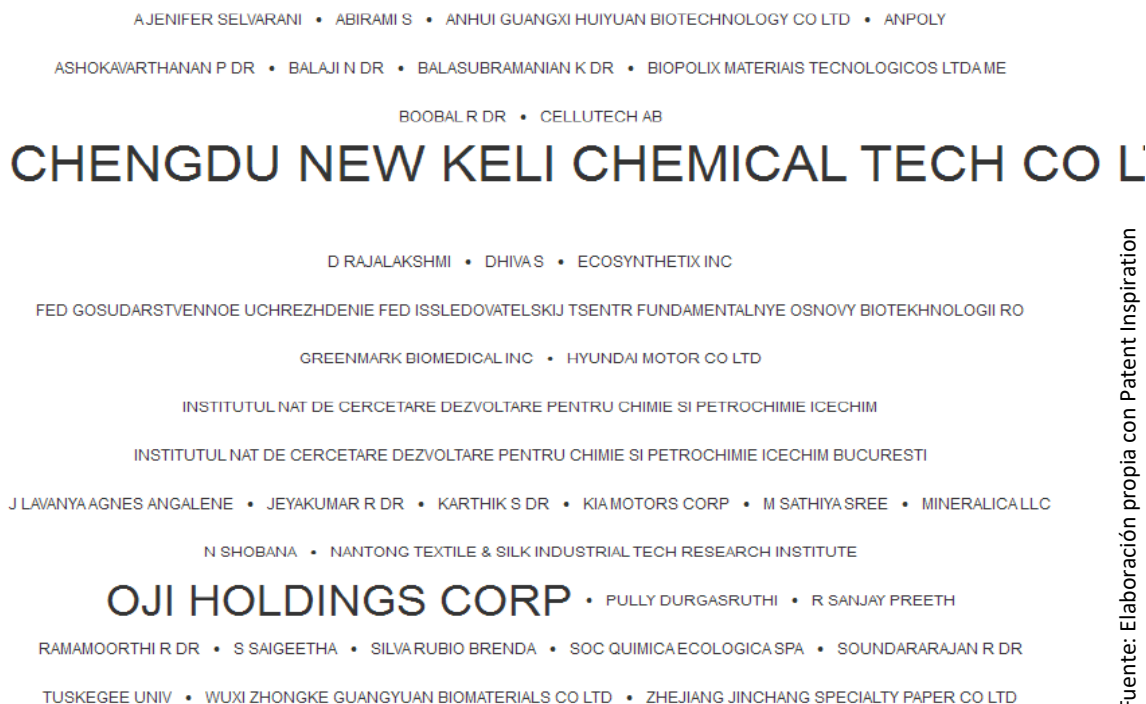 A JENIFER SELVARANI • ABIRAMI S • ANHUI GUANGXI HUIYUAN BIOTECHNOLOGY CO LTD • ANPOLY
ASHOKAVARTHANAN P DR • BALAJI N DR • BALASUBRAMANIAN K DR • BIOPOLIX MATERIAIS TECNOLOGICOS LTDA ME
BOOBAL R DR • CELLUTECH AB
CHENGDU NEW KELI CHEMICAL TECH CO LT
D RAJALAKSHMI • DHIVA S • ECOSYNTHETIX INC
FED GOSUDARSTVENNOE UCHREZHDENIE FED ISSLEDOVATELSKIJ TSENTR FUNDAMENTALNYE OSNOVY BIOTEKHNOLOGII RO
GREENMARK BIOMEDICAL INC • HYUNDAI MOTOR CO LTD
INSTITUTUL NAT DE CERCETARE DEZVOLTARE PENTRU CHIMIE SI PETROCHIMIE ICECHIM
INSTITUTUL NAT DE CERCETARE DEZVOLTARE PENTRU CHIMIE SI PETROCHIMIE ICECHIM BUCURESTI
J LAVANYA AGNES ANGALENE • JEYAKUMAR R DR • KARTHIK S DR • KIA MOTORS CORP • M SATHIYA SREE • MINERALICA LLC
N SHOBANA • NANTONG TEXTILE & SILK INDUSTRIAL TECH RESEARCH INSTITUTE
OJI HOLDINGS CORP • PULLY DURGASRUTHI • R SANJAY PREETH
RAMAMOORTHI R DR • S SAIGEETHA • SILVA RUBIO BRENDA • SOC QUIMICA ECOLOGICA SPA • SOUNDARARAJAN R DR
TUSKEGEE UNIV • WUXI ZHONGKE GUANGYUAN BIOMATERIALS CO LTD • ZHEJIANG JINCHANG SPECIALTY PAPER CO LTD
Fuente: Elaboración propia con Patent Inspiration